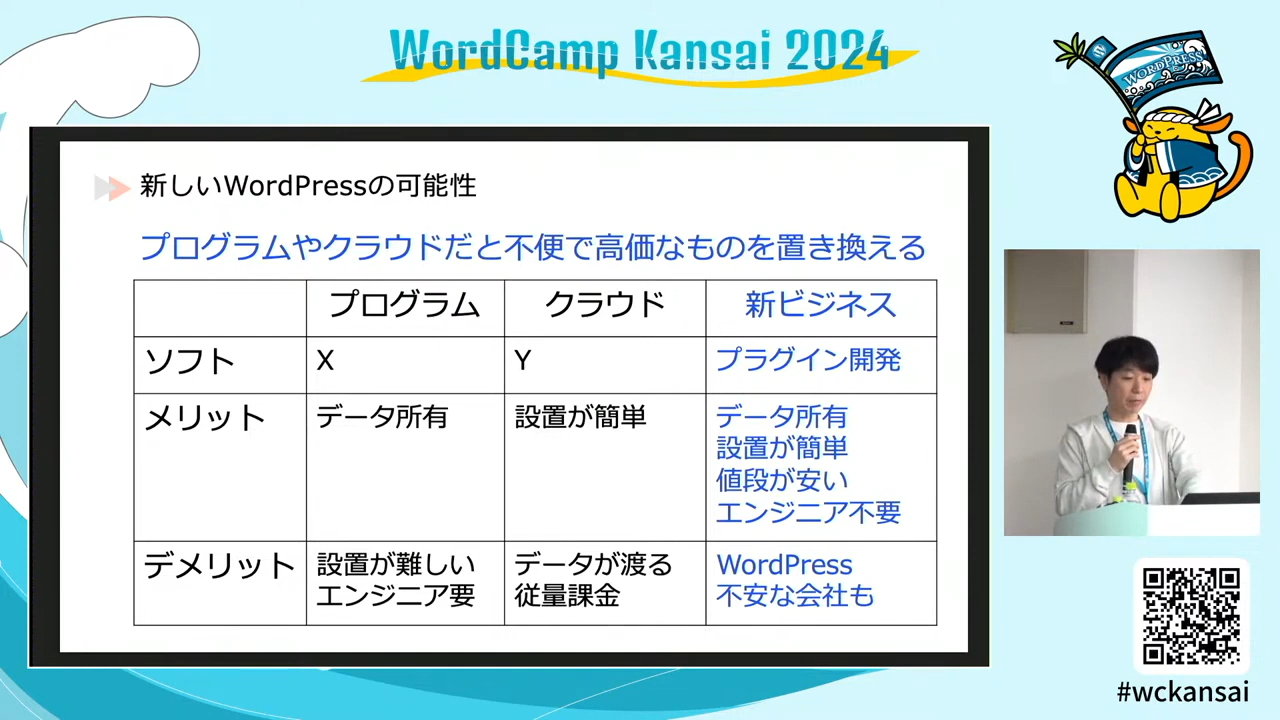 WordCamp Kansai 2024
WORDPRESS
新しいWordPressの可能性
プログラムやクラウドだと不便で高価なものを置き換える
プログラム クラウド 新ビジネス
ソフト X Y プラグイン開発
メリット データ所有 設置が簡単 データ所有
設置が簡単
値段が安い
エンジニア不要
デメリット 設置が難しい データが渡る WordPress
エンジニア要 従量課金 不安な会社も
#wckansai